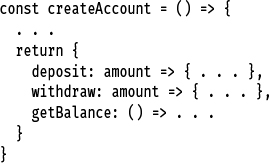 const createAccount = () => {
  . . .
  return {
    deposit: amount => { . . . },
    withdraw: amount => { . . . },
    getBalance: () => . . .
  }
}